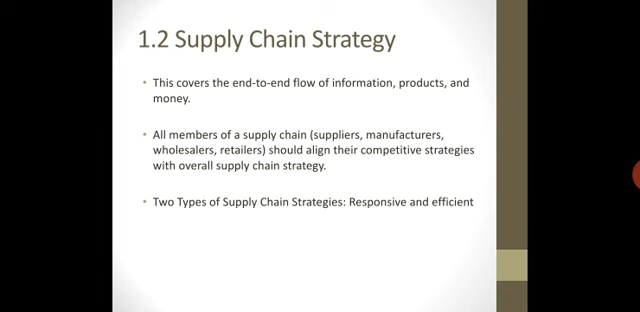 1.2 Supply Chain Strategy
• This covers the end-to-end flow of information, products, and
money.
• All members of a supply chain (suppliers, manufacturers,
wholesalers, retailers) should align their competitive strategies
with overall supply chain strategy.
• Two Types of Supply Chain Strategies: Responsive and efficient